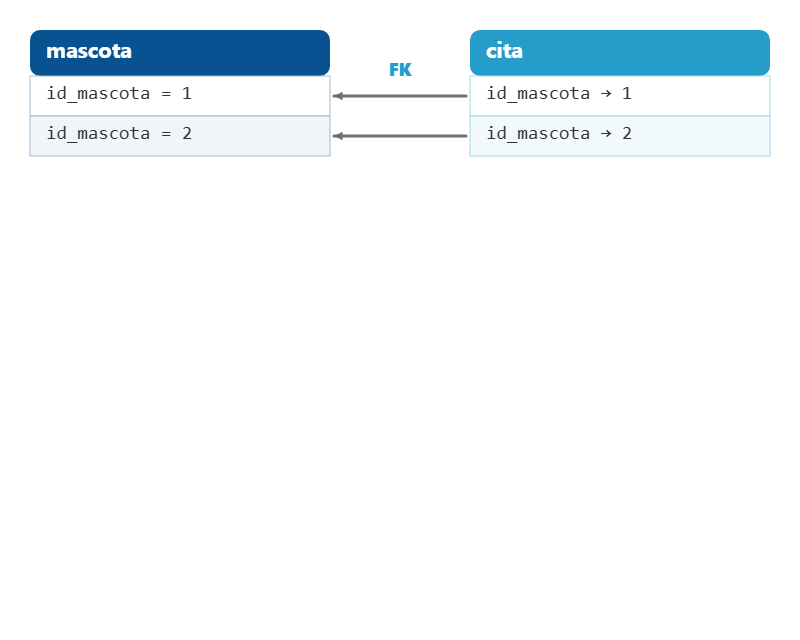 mascota
id_mascota = 1
id_mascota = 2
FK
cita
id_mascota → 1
id_mascota → 2